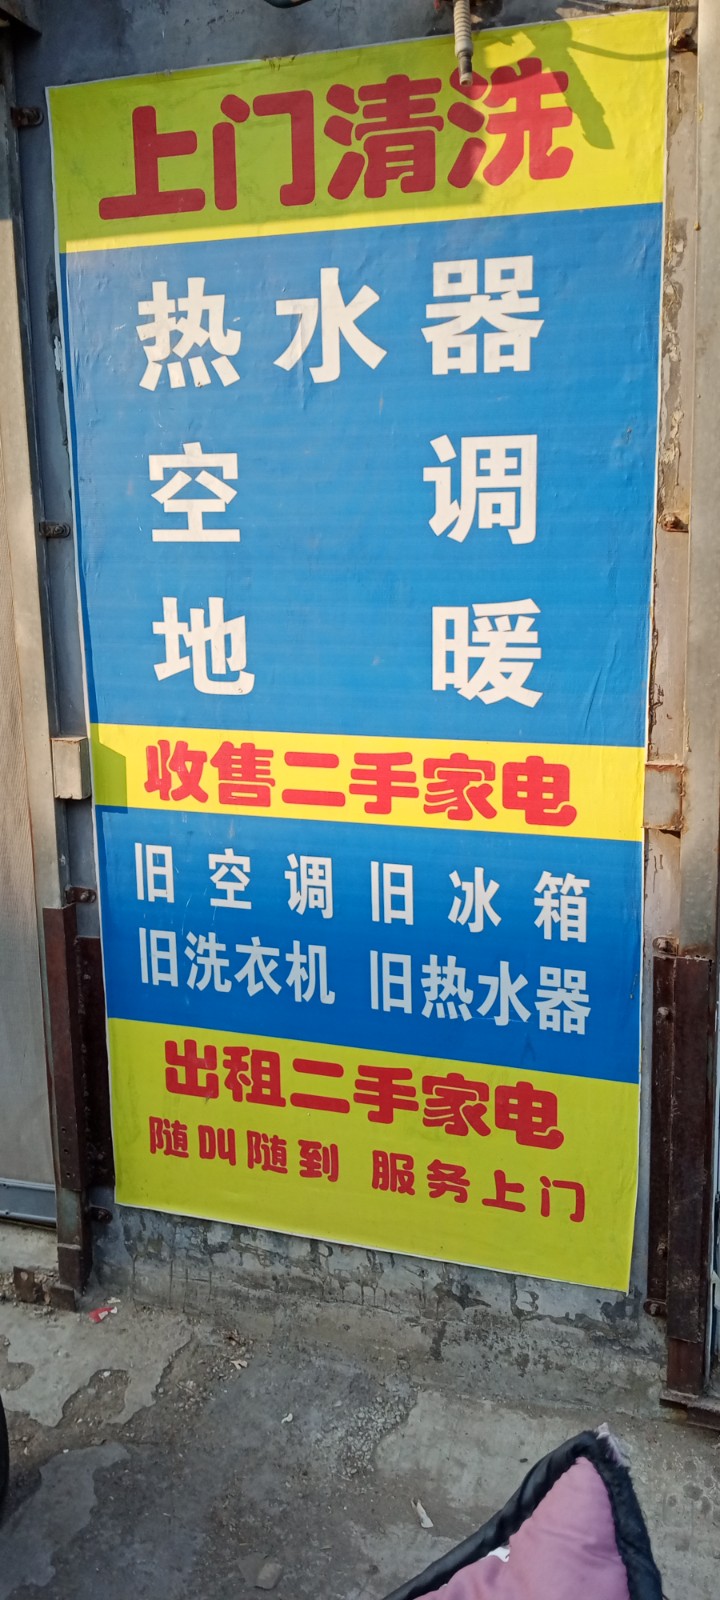 上门清洗
热水器
空调
地暖
收售二手家电
旧空调 旧冰箱
旧洗衣机 旧热水器
出租二手家电
随叫随到 服务上门